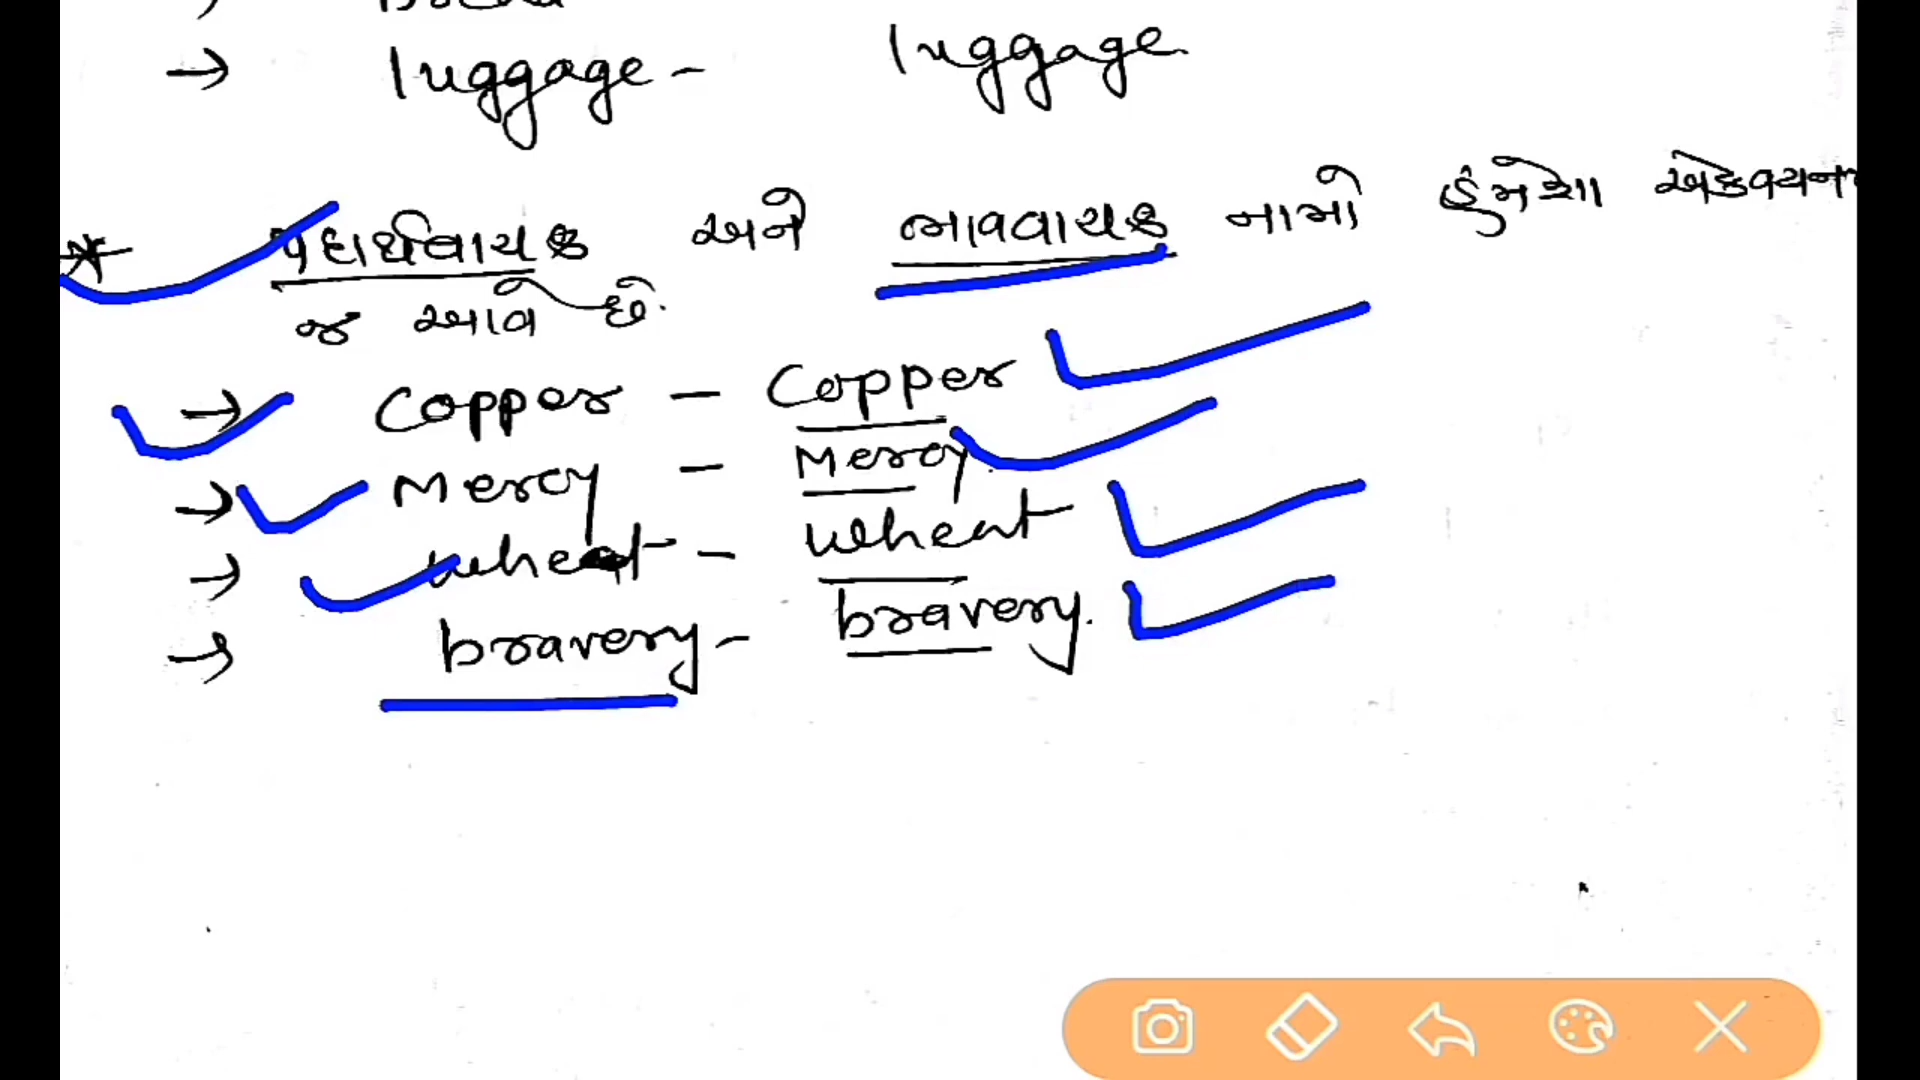 → luggage - luggage.
* પદાર્થવાચક અને ભાવવાચક નામો હંમેશા એકવચનમાં
જ આવે છે.
→ Copper - Copper
→ Mercy - Mercy.
→ wheat - wheat
→ bravery - bravery.